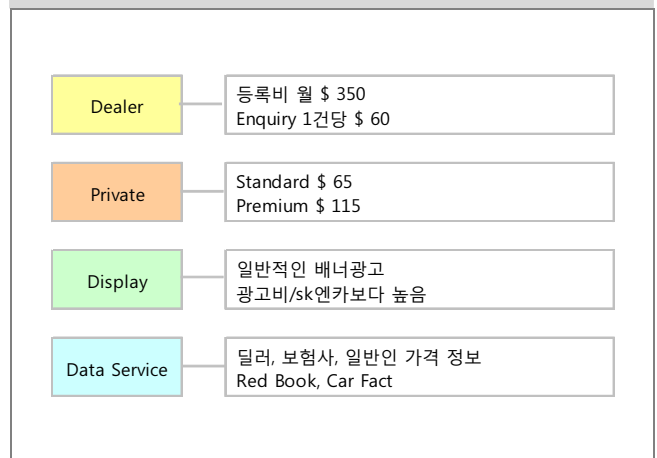 Dealer
등록비 월 $ 350
Enquiry 1건당 $ 60
Private
Standard $ 65
Premium $ 115
Display
일반적인 배너광고
광고비/sk엔카보다 높음
Data Service
딜러, 보험사, 일반인 가격 정보
Red Book, Car Fact